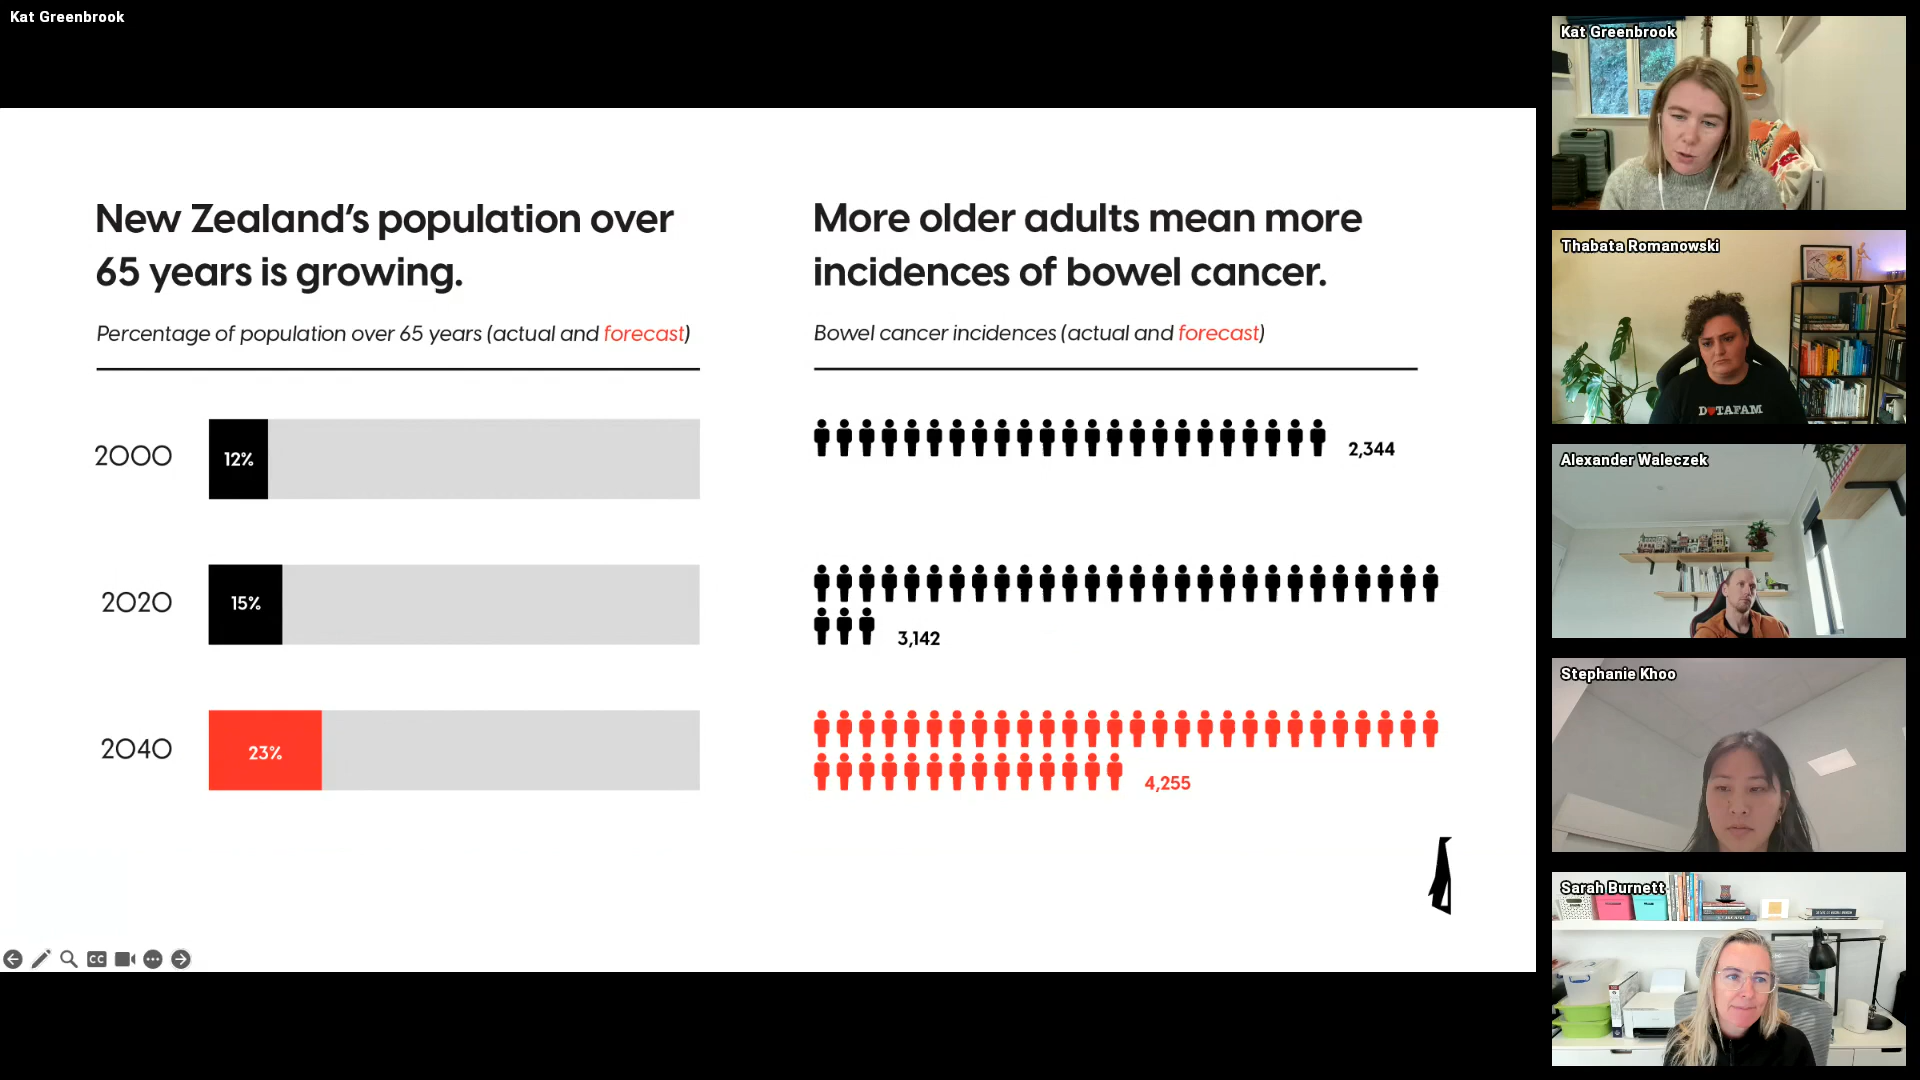 Kat Greenbrook
New Zealand's population over
65 years is growing.
Percentage of population over 65 years (actual and forecast)
2000
12%
2020
15%
2040
23%
More older adults mean more
incidences of bowel cancer.
Bowel cancer incidences (actual and forecast)
2,344
3,142
4,255
CC
Kat Greenbrook
Thabata Romanowski
D♥TAFAM
Alexander Waleczek
Stephanie Khoo
Sarah Burnett